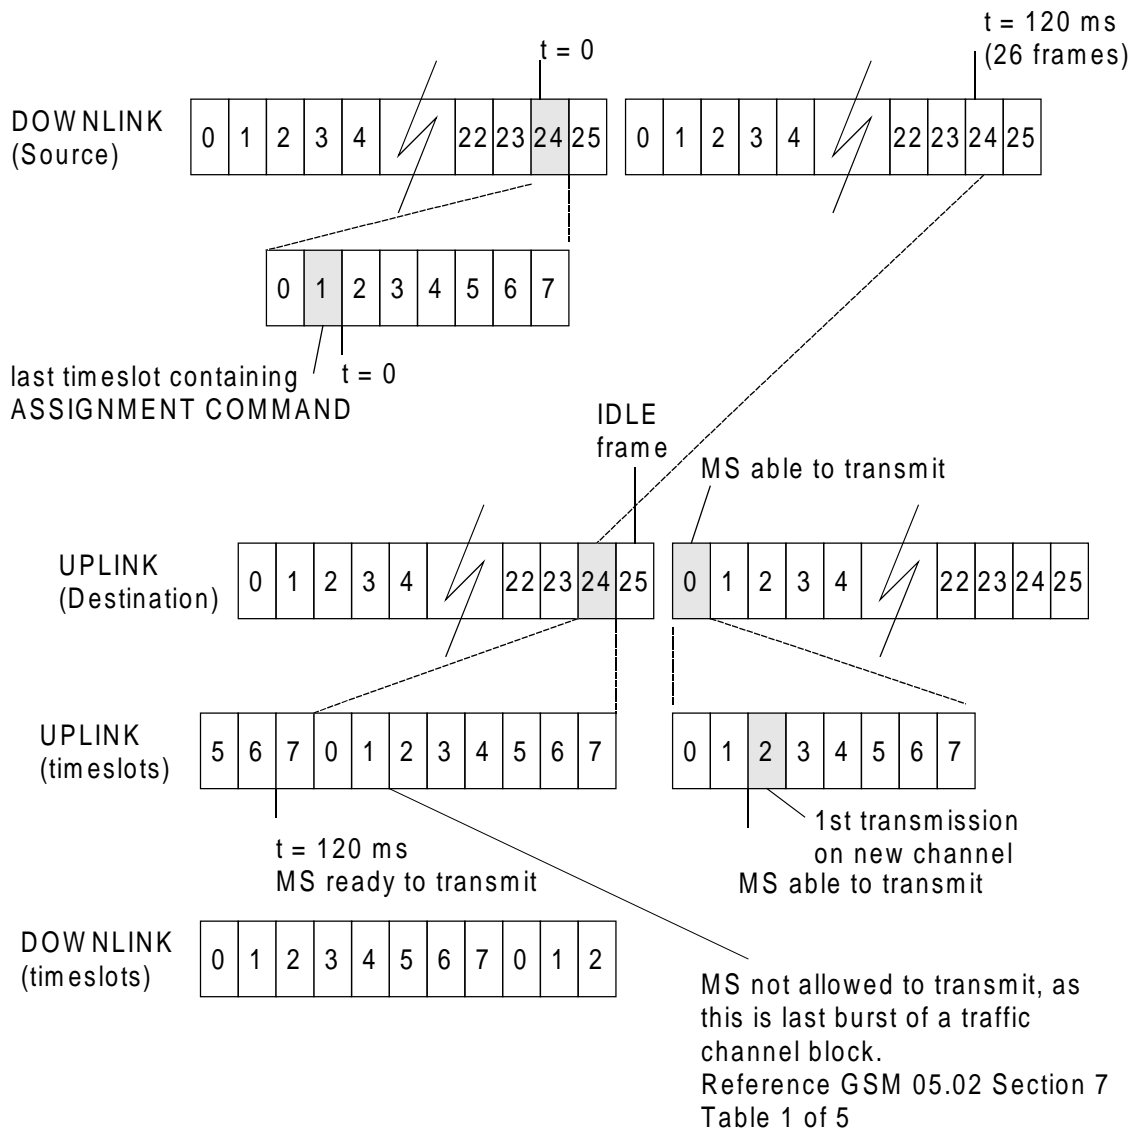 t = 120 ms
(26 frames)
t = 0
DOWNLINK
(Source)
0 1 2 3 4 22 23 24 25
0 1 2 3 4 22 23 24 25
0 1 2 3 4 5 6 7
last timeslot containing
ASSIGNMENT COMMAND
t = 0
IDLE
frame
MS able to transmit
UPLINK
(Destination)
0 1 2 3 4 22 23 24 25
0 1 2 3 4 22 23 24 25
UPLINK
(timeslots)
5 6 7 0 1 2 3 4 5 6 7
0 1 2 3 4 5 6 7
t = 120 ms
MS ready to transmit
1st transmission
on new channel
MS able to transmit
DOWNLINK
(timeslots)
0 1 2 3 4 5 6 7 0 1 2
MS not allowed to transmit, as
this is last burst of a traffic
channel block.
Reference GSM 05.02 Section 7
Table 1 of 5